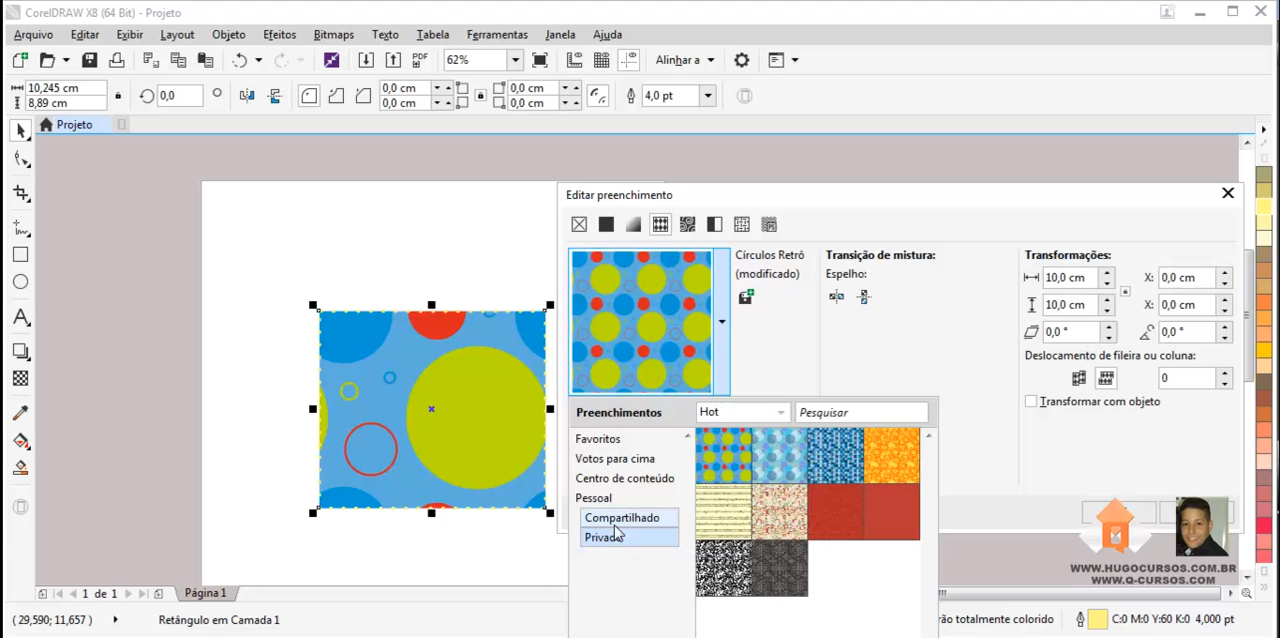 CorelDRAW X8 (64 Bit) - Projeto
Arquivo Editar Exibir Layout Objeto Efeitos Bitmaps Texto Tabela Ferramentas Janela Ajuda
PDF 62% Alinhar a
10,245 cm
8,89 cm
0,0
0,0 cm 0,0 cm
0,0 cm 0,0 cm
4,0 pt
Projeto
Editar preenchimento
Círculos Retrô
(modificado)
Transição de mistura:
Espelho:
Transformações:
10,0 cm X: 0,0 cm
10,0 cm X: 0,0 cm
0,0 ° 0,0 °
Deslocamento de fileira ou coluna:
0
Transformar com objeto
Preenchimentos Hot Pesquisar
Favoritos
Votos para cima
Centro de conteúdo
Pessoal
Compartilhado
WWW.HUGOCURSOS.COM.BR
WWW.Q-CURSOS.COM
1 de 1 Página 1
( 29,590; 11,657 ) Retângulo em Camada 1 totalmente colorido C:0 M:0 Y:60 K:0 4,000 pt